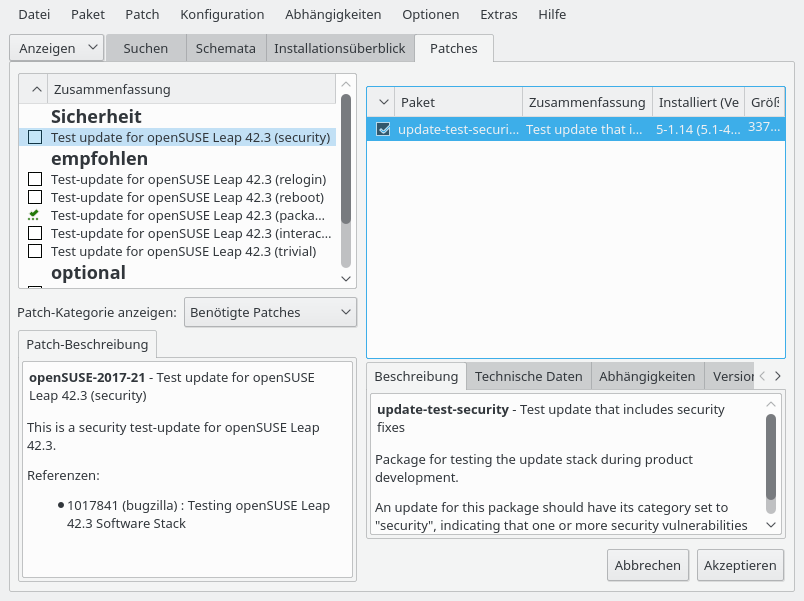 Datei Paket Patch Konfiguration Abhängigkeiten Optionen Extras Hilfe
Anzeigen Suchen Schemata Installationsüberblick Patches
Zusammenfassung
Sicherheit
Test update for openSUSE Leap 42.3 (security)
empfohlen
Test-update for openSUSE Leap 42.3 (relogin)
Test-update for openSUSE Leap 42.3 (reboot)
Test-update for openSUSE Leap 42.3 (packa...
Test-update for openSUSE Leap 42.3 (interac...
Test update for openSUSE Leap 42.3 (trivial)
optional
Patch-Kategorie anzeigen: Benötigte Patches
Patch-Beschreibung
openSUSE-2017-21 - Test update for openSUSE
Leap 42.3 (security)
This is a security test-update for openSUSE Leap
42.3.
Referenzen:
1017841 (bugzilla) : Testing openSUSE Leap
42.3 Software Stack
Paket Zusammenfassung Installiert (Ve Größ
update-test-securi... Test update that i... 5-1.14 (5.1-4... 337...
Beschreibung Technische Daten Abhängigkeiten Version
update-test-security - Test update that includes security
fixes
Package for testing the update stack during product
development.
An update for this package should have its category set to
"security", indicating that one or more security vulnerabilities
Abbrechen Akzeptieren